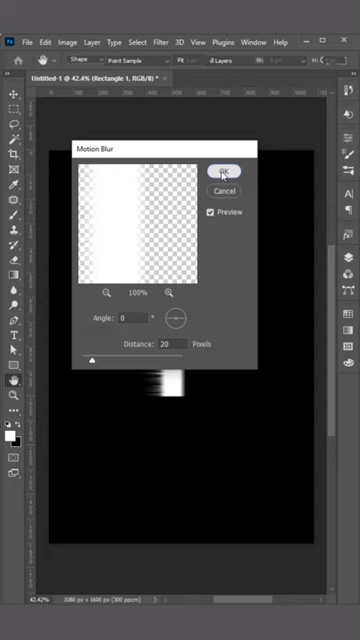 Ps File Edit Image Layer Type Select Filter 3D View Plugins Window Help
Shape Point Sample Fit d Layers W: H:
Untitled-1 @ 42.4% (Rectangle 1, RGB/8) *
Motion Blur
OK
Cancel
Preview
100%
Angle: 0 °
Distance: 20 Pixels
42.42% 1080 px x 1600 px (300 ppcm)